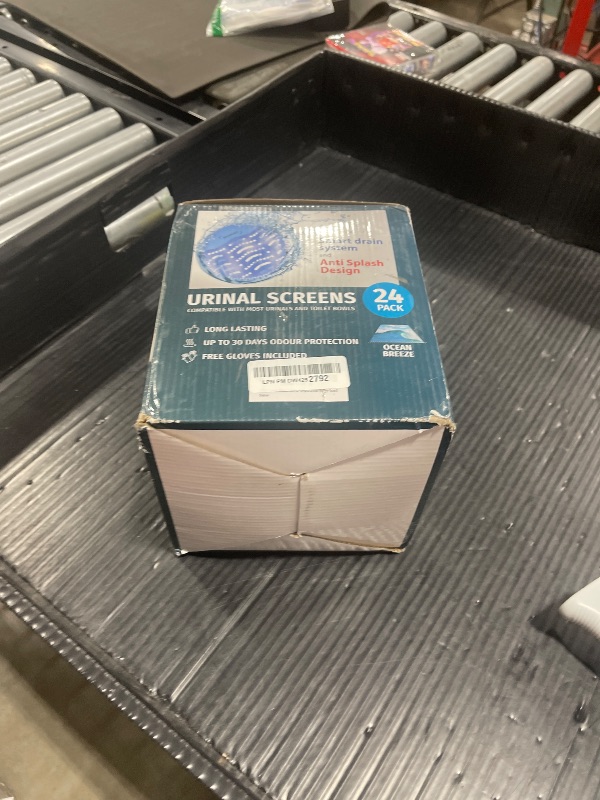 Smart drain
system
and
Anti Splash
Design
URINAL SCREENS
24
PACK
COMPATIBLE WITH MOST URINALS AND TOILET BOWLS
LONG LASTING
UP TO 30 DAYS ODOUR PROTECTION
FREE GLOVES INCLUDED
OCEAN
BREEZE
2792